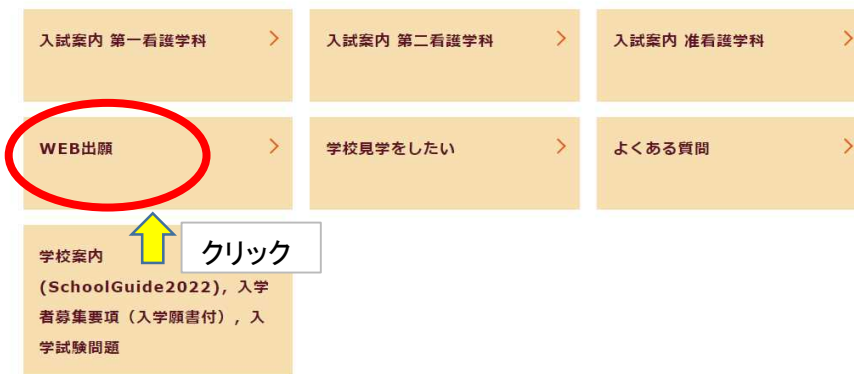 入試案内 第一看護学科
入試案内 第二看護学科
入試案内 准看護学科
WEB出願
学校見学をしたい
よくある質問
クリック
学校案内
(SchoolGuide2022), 入学
者募集要項（入学願書付）, 入
学試験問題